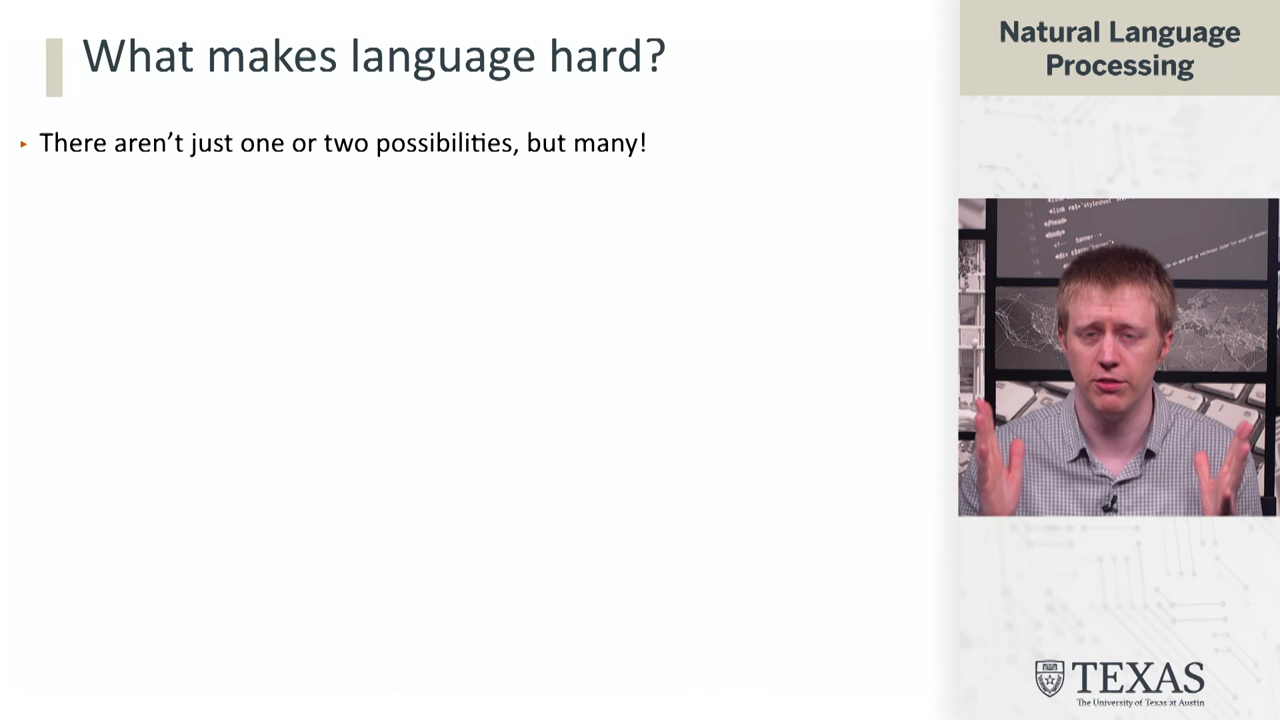 What makes language hard?
▸ There aren't just one or two possibilities, but many!
Natural Language
Processing
TEXAS
The University of Texas at Austin